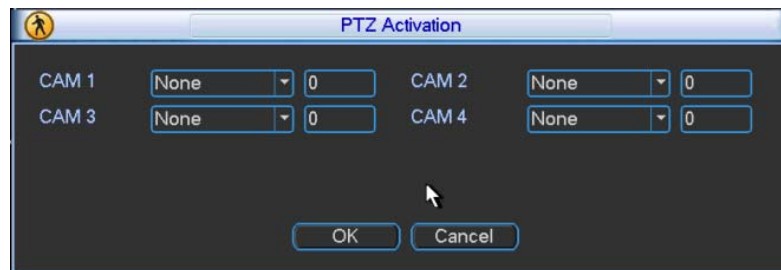 PTZ Activation
CAM 1 None 0 CAM 2 None 0
CAM 3 None 0 CAM 4 None 0
OK Cancel